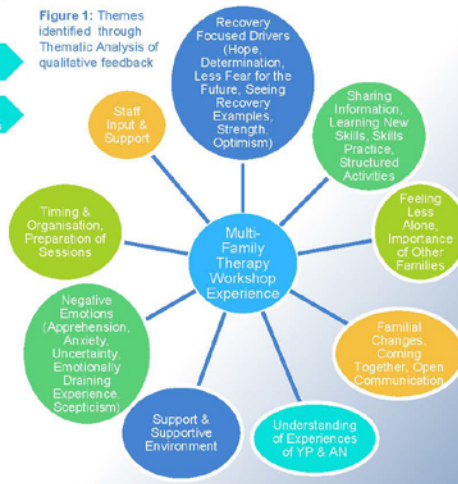 Figure 1: Themes
identified through
Thematic Analysis of
qualitative feedback
Recovery
Focused Drivers
(Hope,
Determination,
Less Fear for the
Future, Seeing
Recovery
Examples,
Strength,
Optimism)
Staff
Input &
Support
Sharing
Information,
Learning New
Skills, Skills
Practice,
Structured
Activities
Timing &
Organisation,
Preparation of
Sessions
Multi-
Family
Therapy
Workshop
Experience
Feeling
Less
Alone,
Importance
of Other
Families
Negative
Emotions
(Apprehension,
Anxiety,
Uncertainty,
Emotionally
Draining
Experience,
Scepticism)
Familial
Changes,
Coming
Together, Open
Communication
Support &
Supportive
Environment
Understanding
of Experiences
of YP & AN